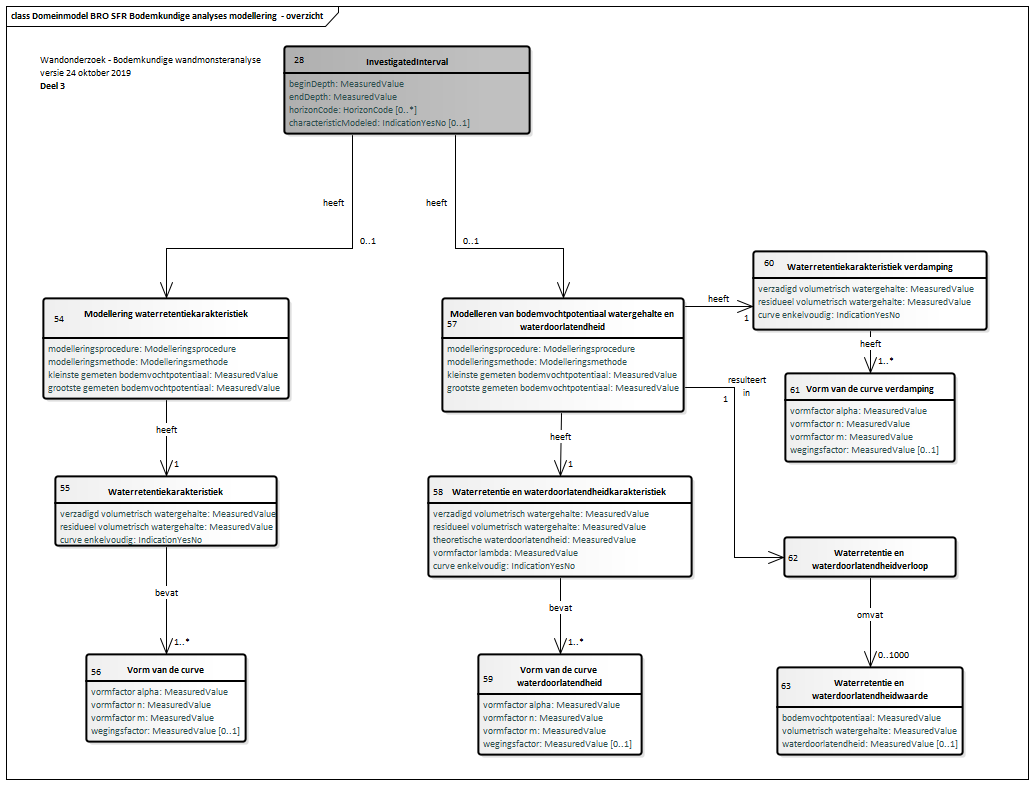 class Domeinmodel BRO SFR Bodemkundige analyses modellering - overzicht
Wandonderzoek - Bodemkundige wandmonsteranalyse
versie 24 oktober 2019
Deel 3
28
InvestigatedInterval
beginDepth: MeasuredValue
endDepth: MeasuredValue
horizonCode: HorizonCode [0..*]
characteristicModeled: IndicationYesNo [0..1]
heeft
0..1
heeft
0..1
54
Modellering waterretentiekarakteristiek
modelleringsprocedure: Modelleringsprocedure
modelleringsmethode: Modelleringsmethode
kleinste gemeten bodemvochtpotentiaal: MeasuredValue
grootste gemeten bodemvochtpotentiaal: MeasuredValue
heeft
1
55
Waterretentiekarakteristiek
verzadigd volumetrisch watergehalte: MeasuredValue
residueel volumetrisch watergehalte: MeasuredValue
curve enkelvoudig: IndicationYesNo
bevat
1..*
56
Vorm van de curve
vormfactor alpha: MeasuredValue
vormfactor n: MeasuredValue
vormfactor m: MeasuredValue
wegingsfactor: MeasuredValue [0..1]
Modelleren van bodemvochtpotentiaal watergehalte en
57
waterdoorlatendheid
modelleringsprocedure: Modelleringsprocedure
modelleringsmethode: Modelleringsmethode
kleinste gemeten bodemvochtpotentiaal: MeasuredValue
grootste gemeten bodemvochtpotentiaal: MeasuredValue
heeft
1
58
Waterretentie en waterdoorlatendheidkarakteristiek
verzadigd volumetrisch watergehalte: MeasuredValue
residueel volumetrisch watergehalte: MeasuredValue
theoretische waterdoorlatendheid: MeasuredValue
vormfactor lambda: MeasuredValue
curve enkelvoudig: IndicationYesNo
bevat
1..*
59
Vorm van de curve
waterdoorlatendheid
vormfactor alpha: MeasuredValue
vormfactor n: MeasuredValue
vormfactor m: MeasuredValue
wegingsfactor: MeasuredValue [0..1]
heeft
1
60
Waterretentiekarakteristiek verdamping
verzadigd volumetrisch watergehalte: MeasuredValue
residueel volumetrisch watergehalte: MeasuredValue
curve enkelvoudig: IndicationYesNo
heeft
1..*
61
Vorm van de curve verdamping
vormfactor alpha: MeasuredValue
vormfactor n: MeasuredValue
vormfactor m: MeasuredValue
wegingsfactor: MeasuredValue [0..1]
resulteert
in
1
62
Waterretentie en
waterdoorlatendheidverloop
omvat
0..1000
63
Waterretentie en
waterdoorlatendheidwaarde
bodemvochtpotentiaal: MeasuredValue
volumetrisch watergehalte: MeasuredValue
waterdoorlatendheid: MeasuredValue [0..1]